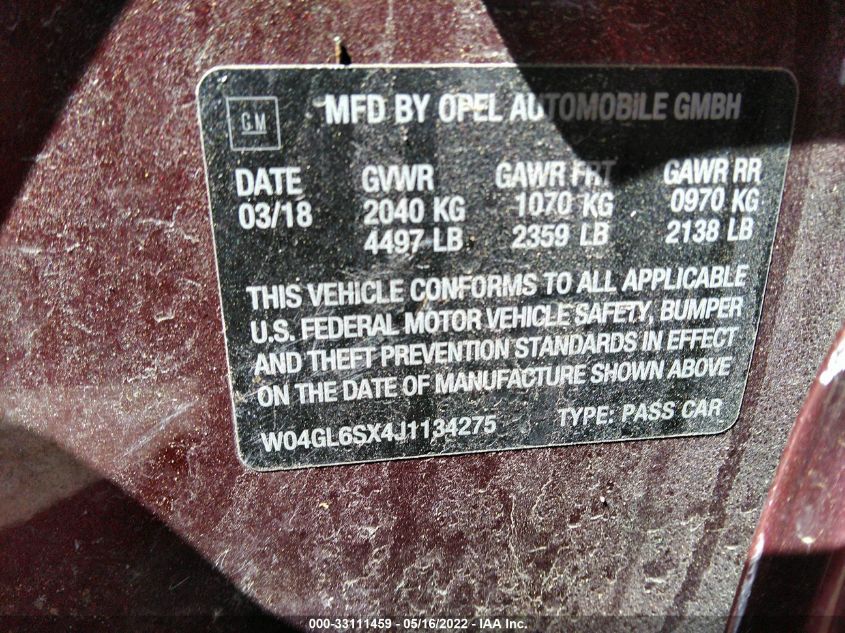 GM
MFD BY OPEL AUTOMOBILE GMBH
DATE GVWR GAWR FRT GAWR RR
03/18 2040 KG 1070 KG 0970 KG
4497 LB 2359 LB 2138 LB
THIS VEHICLE CONFORMS TO ALL APPLICABLE
U.S. FEDERAL MOTOR VEHICLE SAFETY, BUMPER
AND THEFT PREVENTION STANDARDS IN EFFECT
ON THE DATE OF MANUFACTURE SHOWN ABOVE
W04GL6SX4J1134275 TYPE: PASS CAR
000-33111459 - 05/16/2022 - IAA Inc.